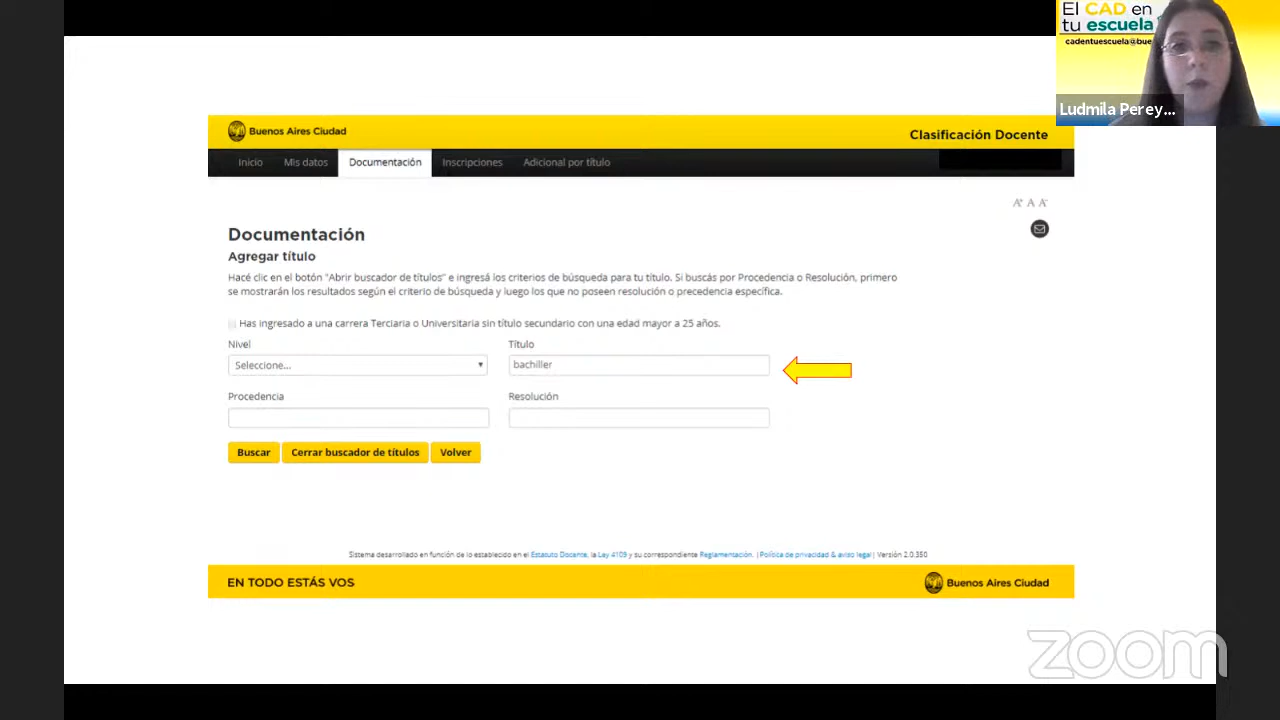 El CAD en
tu escuela
cadentuescuela@bue
Ludmila Perey...
Buenos Aires Ciudad
Clasificación Docente
Inicio Mis datos Documentación Inscripciones Adicional por título
A+ A A-
Documentación
Agregar título
Hacé clic en el botón "Abrir buscador de títulos" e ingresá los criterios de búsqueda para tu título. Si buscás por Procedencia o Resolución, primero
se mostrarán los resultados según el criterio de búsqueda y luego los que no poseen resolución o precedencia específica.
Has ingresado a una carrera Terciaria o Universitaria sin título secundario con una edad mayor a 25 años.
Nivel Título
Seleccione... bachiller
Procedencia Resolución
Buscar Cerrar buscador de títulos Volver
Sistema desarrollado en función de lo establecido en el Estatuto Docente, la Ley 4109 y su correspondiente Reglamentación. |Política de privacidad & aviso legal| Versión 2.0.350
EN TODO ESTÁS VOS
Buenos Aires Ciudad
zoom